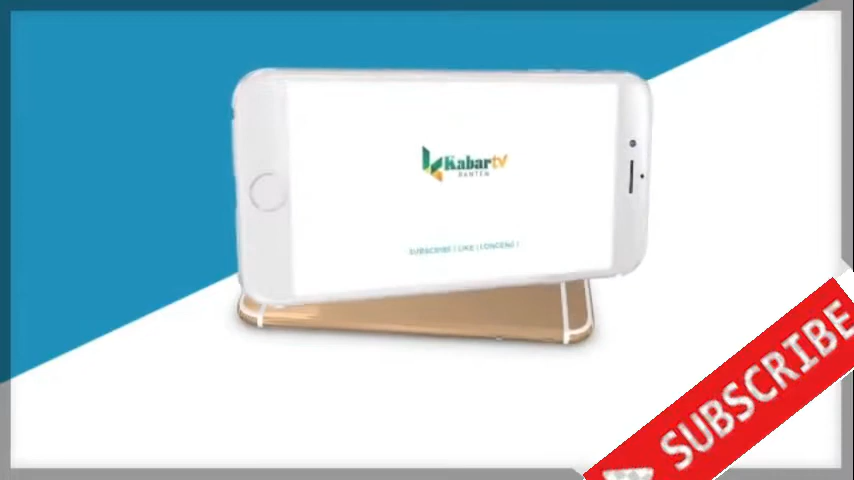 Kabartv
BANTEN
SUBSCRIBE | LIKE | LONCENG |
SUBSCRIBE